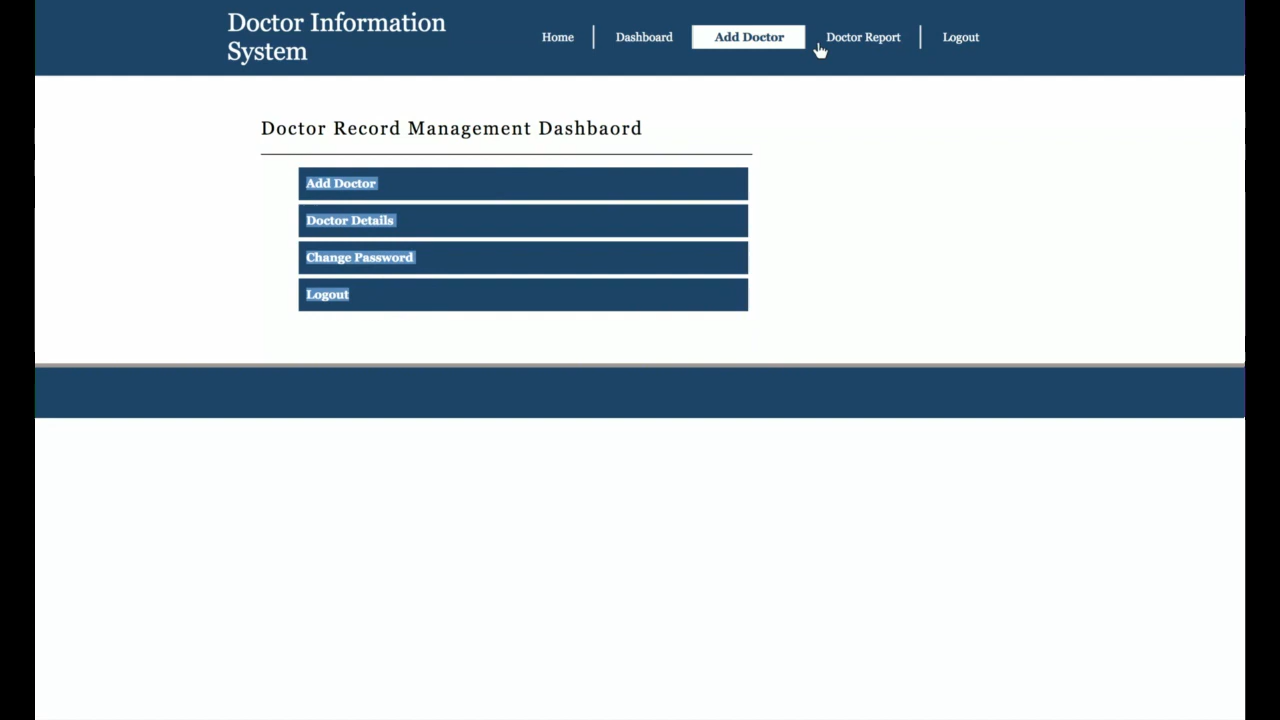 Doctor Information
System
Home
Dashboard
Add Doctor
Doctor Report
Logout
Doctor Record Management Dashbaord
Add Doctor
Doctor Details
Change Password
Logout